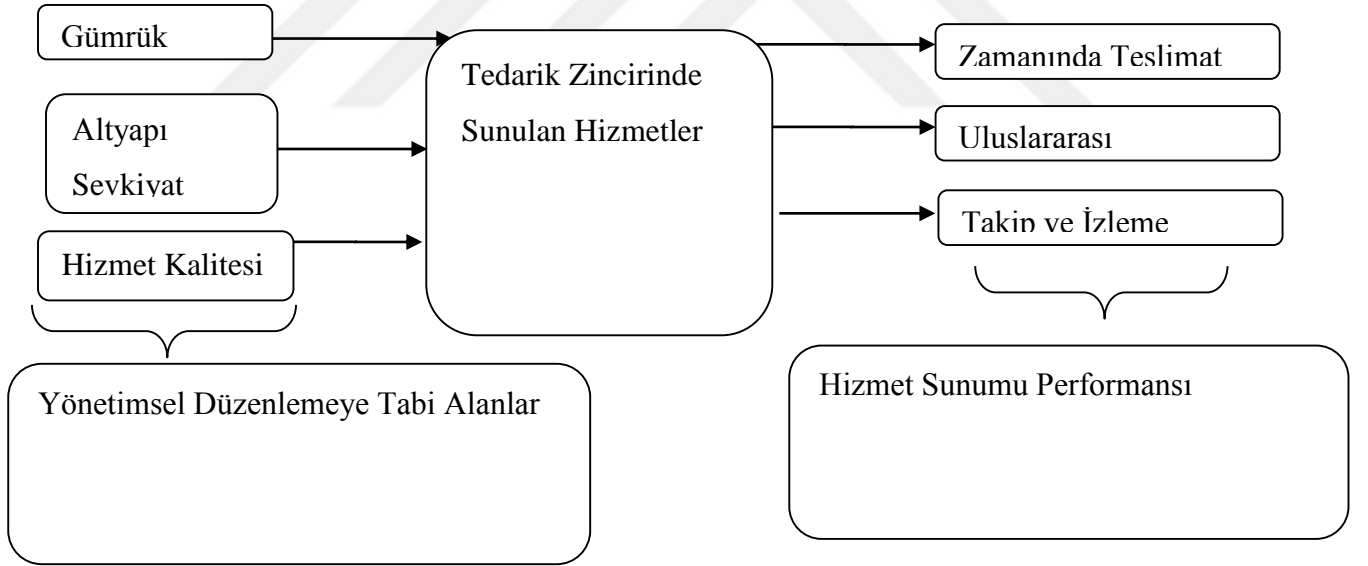 Gümrük
Altyapı
Sevkiyat
Hizmet Kalitesi
Yönetimsel Düzenlemeye Tabi Alanlar
Tedarik Zincirinde
Sunulan Hizmetler
Zamanında Teslimat
Uluslararası
Takip ve İzleme
Hizmet Sunumu Performansı